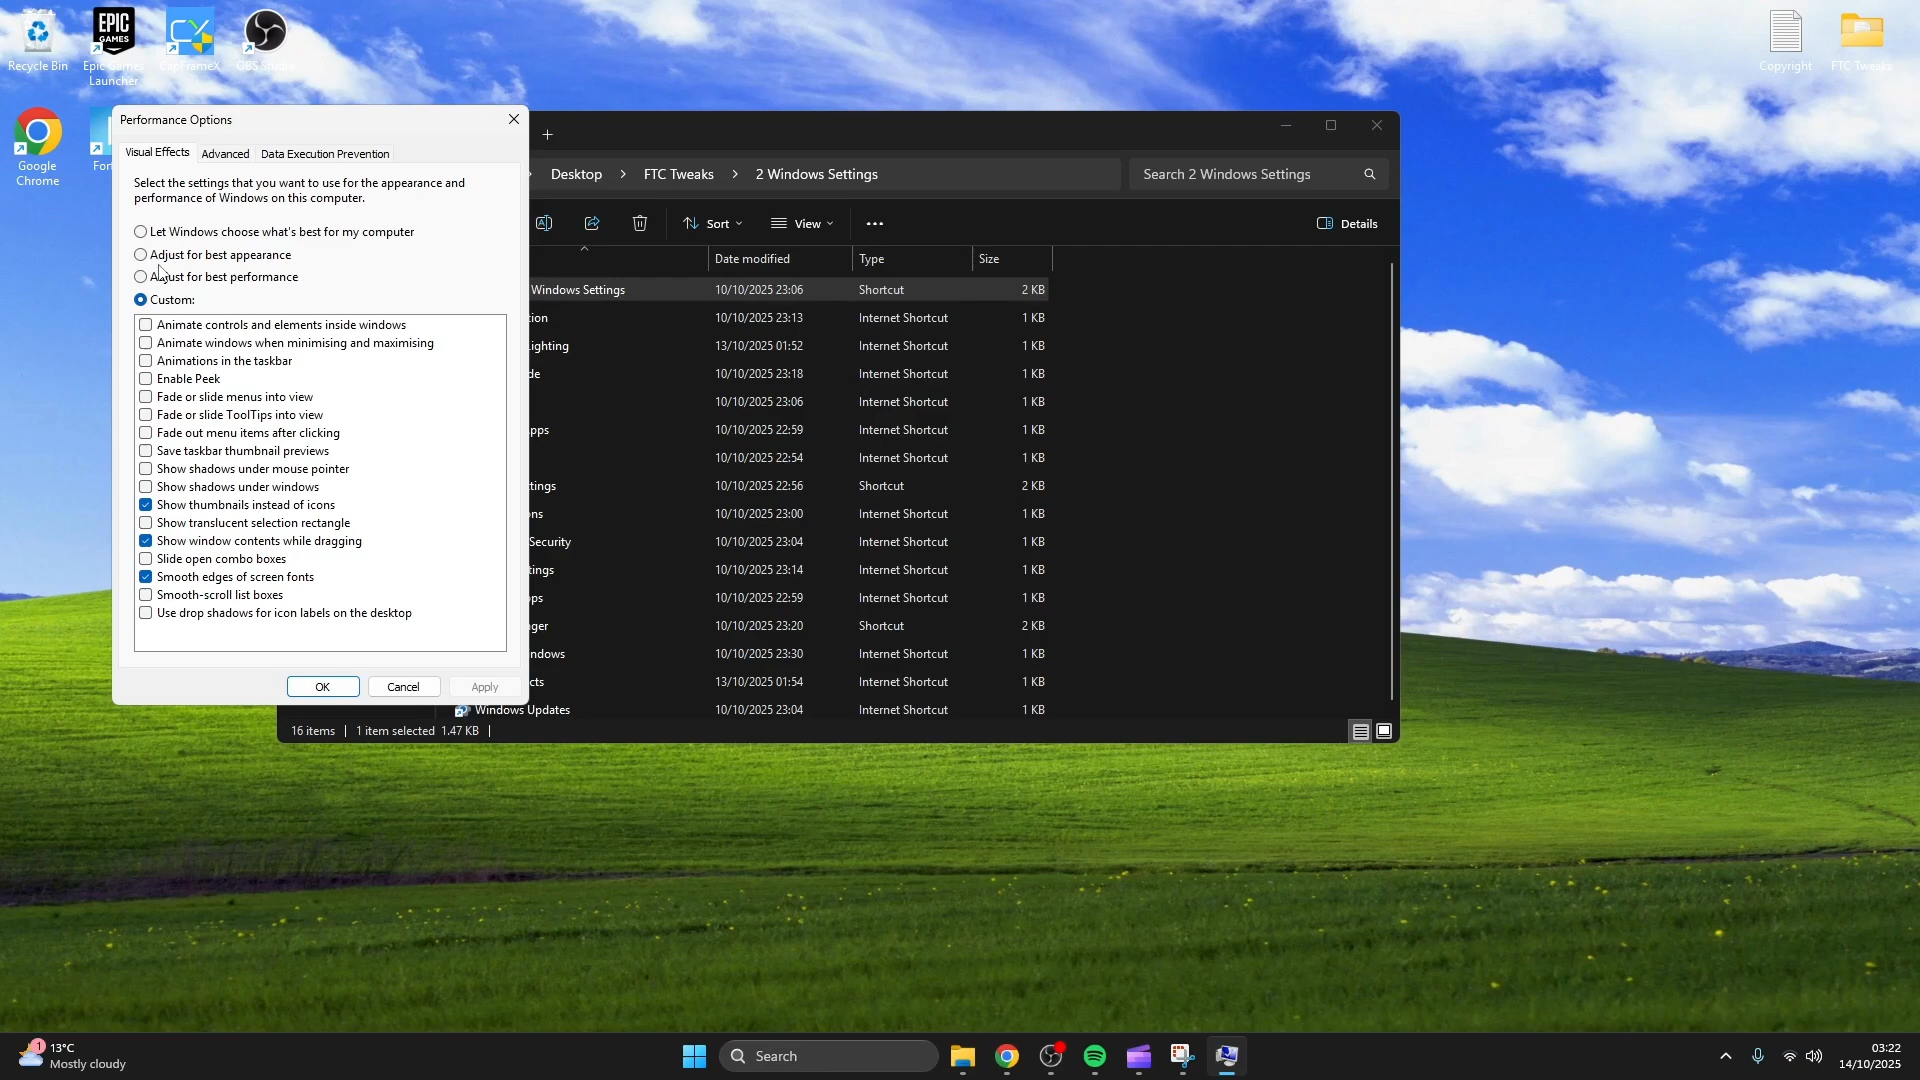 Recycle Bin
Epic Games
Launcher
EPIC
GAMES
CapFrameX
OBS Studio
Google
Chrome
For
Copyright
FTC Tweaks
Performance Options
Visual Effects
Advanced
Data Execution Prevention
Select the settings that you want to use for the appearance and
performance of Windows on this computer.
Let Windows choose what's best for my computer
Adjust for best appearance
Adjust for best performance
Custom:
Animate controls and elements inside windows
Animate windows when minimising and maximising
Animations in the taskbar
Enable Peek
Fade or slide menus into view
Fade or slide ToolTips into view
Fade out menu items after clicking
Save taskbar thumbnail previews
Show shadows under mouse pointer
Show shadows under windows
Show thumbnails instead of icons
Show translucent selection rectangle
Show window contents while dragging
Slide open combo boxes
Smooth edges of screen fonts
Smooth-scroll list boxes
Use drop shadows for icon labels on the desktop
OK
Cancel
Apply
Desktop > FTC Tweaks > 2 Windows Settings
Search 2 Windows Settings
Sort
View
Details
Date modified Type Size
Windows Settings 10/10/2025 23:06 Shortcut 2 KB
tion 10/10/2025 23:13 Internet Shortcut 1 KB
Lighting 13/10/2025 01:52 Internet Shortcut 1 KB
de 10/10/2025 23:18 Internet Shortcut 1 KB
10/10/2025 23:06 Internet Shortcut 1 KB
pps 10/10/2025 22:59 Internet Shortcut 1 KB
10/10/2025 22:54 Internet Shortcut 1 KB
tings 10/10/2025 22:56 Shortcut 2 KB
ns 10/10/2025 23:00 Internet Shortcut 1 KB
Security 10/10/2025 23:04 Internet Shortcut 1 KB
tings 10/10/2025 23:14 Internet Shortcut 1 KB
ps 10/10/2025 22:59 Internet Shortcut 1 KB
ger 10/10/2025 23:20 Shortcut 2 KB
ndows 10/10/2025 23:30 Internet Shortcut 1 KB
cts 13/10/2025 01:54 Internet Shortcut 1 KB
Windows Updates 10/10/2025 23:04 Internet Shortcut 1 KB
16 items | 1 item selected 1.47 KB |
1
13°C
Mostly cloudy
Search
03:22
14/10/2025